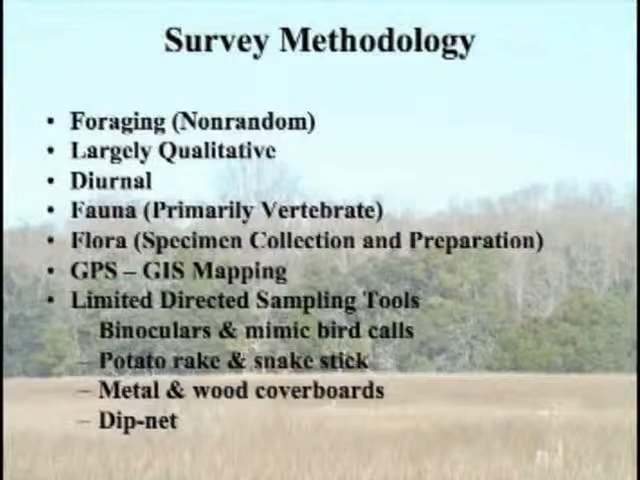 Survey Methodology
• Foraging (Nonrandom)
• Largely Qualitative
• Diurnal
• Fauna (Primarily Vertebrate)
• Flora (Specimen Collection and Preparation)
• GPS – GIS Mapping
• Limited Directed Sampling Tools
– Binoculars & mimic bird calls
– Potato rake & snake stick
– Metal & wood coverboards
– Dip-net